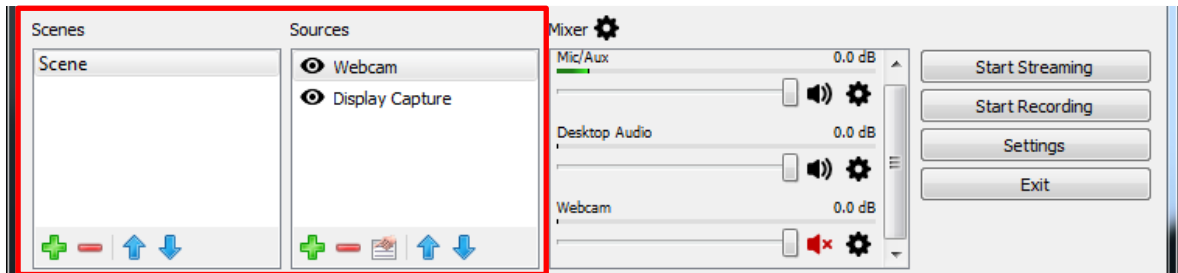 Scenes
Scene
Sources
Webcam
Display Capture
Mixer
Mic/Aux 0.0 dB
Desktop Audio 0.0 dB
Webcam 0.0 dB
Start Streaming
Start Recording
Settings
Exit